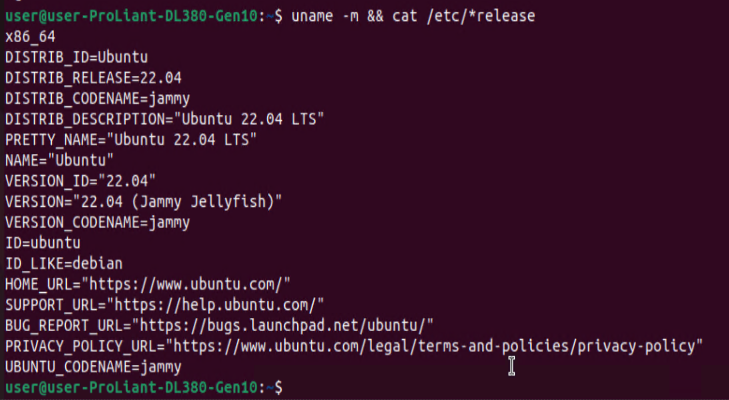 user@user-ProLiant-DL380-Gen10:~$ uname -m && cat /etc/*release
x86_64
DISTRIB_ID=Ubuntu
DISTRIB_RELEASE=22.04
DISTRIB_CODENAME=jammy
DISTRIB_DESCRIPTION="Ubuntu 22.04 LTS"
PRETTY_NAME="Ubuntu 22.04 LTS"
NAME="Ubuntu"
VERSION_ID="22.04"
VERSION="22.04 (Jammy Jellyfish)"
VERSION_CODENAME=jammy
ID=ubuntu
ID_LIKE=debian
HOME_URL="https://www.ubuntu.com/"
SUPPORT_URL="https://help.ubuntu.com/"
BUG_REPORT_URL="https://bugs.launchpad.net/ubuntu/"
PRIVACY_POLICY_URL="https://www.ubuntu.com/legal/terms-and-policies/privacy-policy"
UBUNTU_CODENAME=jammy
user@user-ProLiant-DL380-Gen10:~$